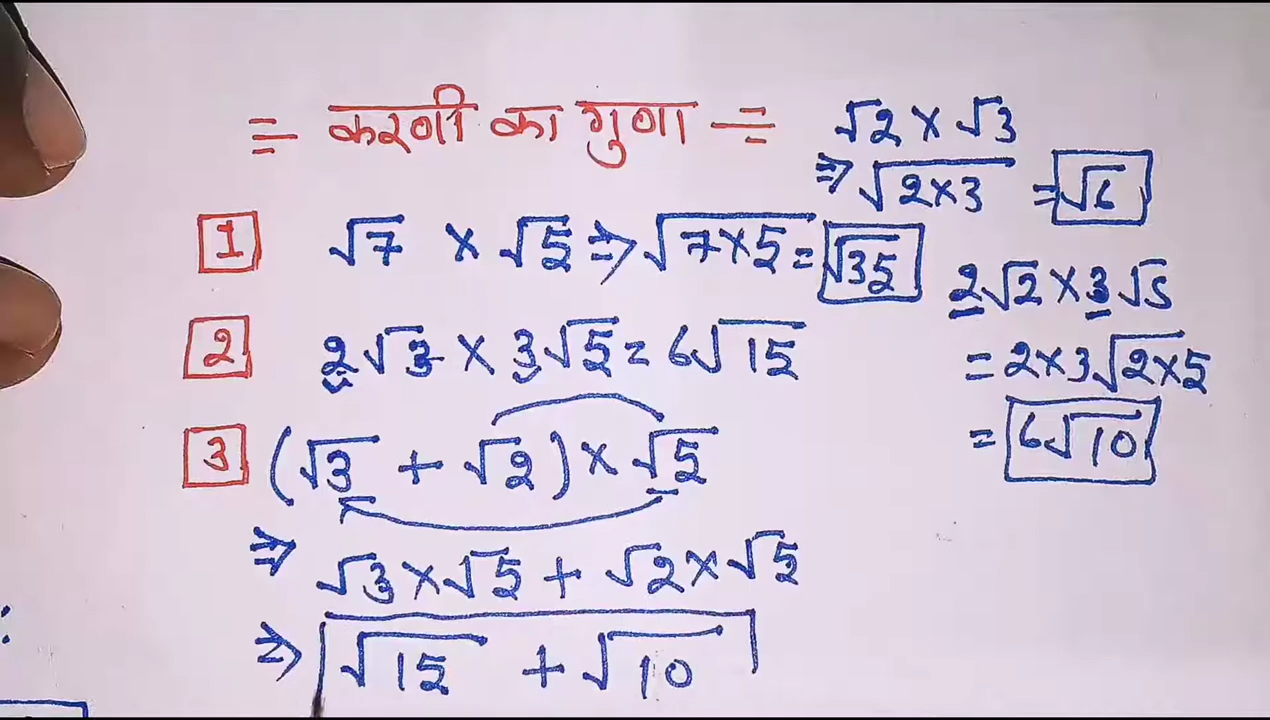 = करणी का गुणा =
√2 × √3
⇒ √2×3 = √6
1 √7 × √5 ⇒ √7×5 = √35
2√2 × 3√5
2 2√3 × 3√5 = 6√15
= 2×3√2×5
= 6√10
3 (√3 + √2) × √5
⇒ √3×√5 + √2×√5
⇒ √15 + √10